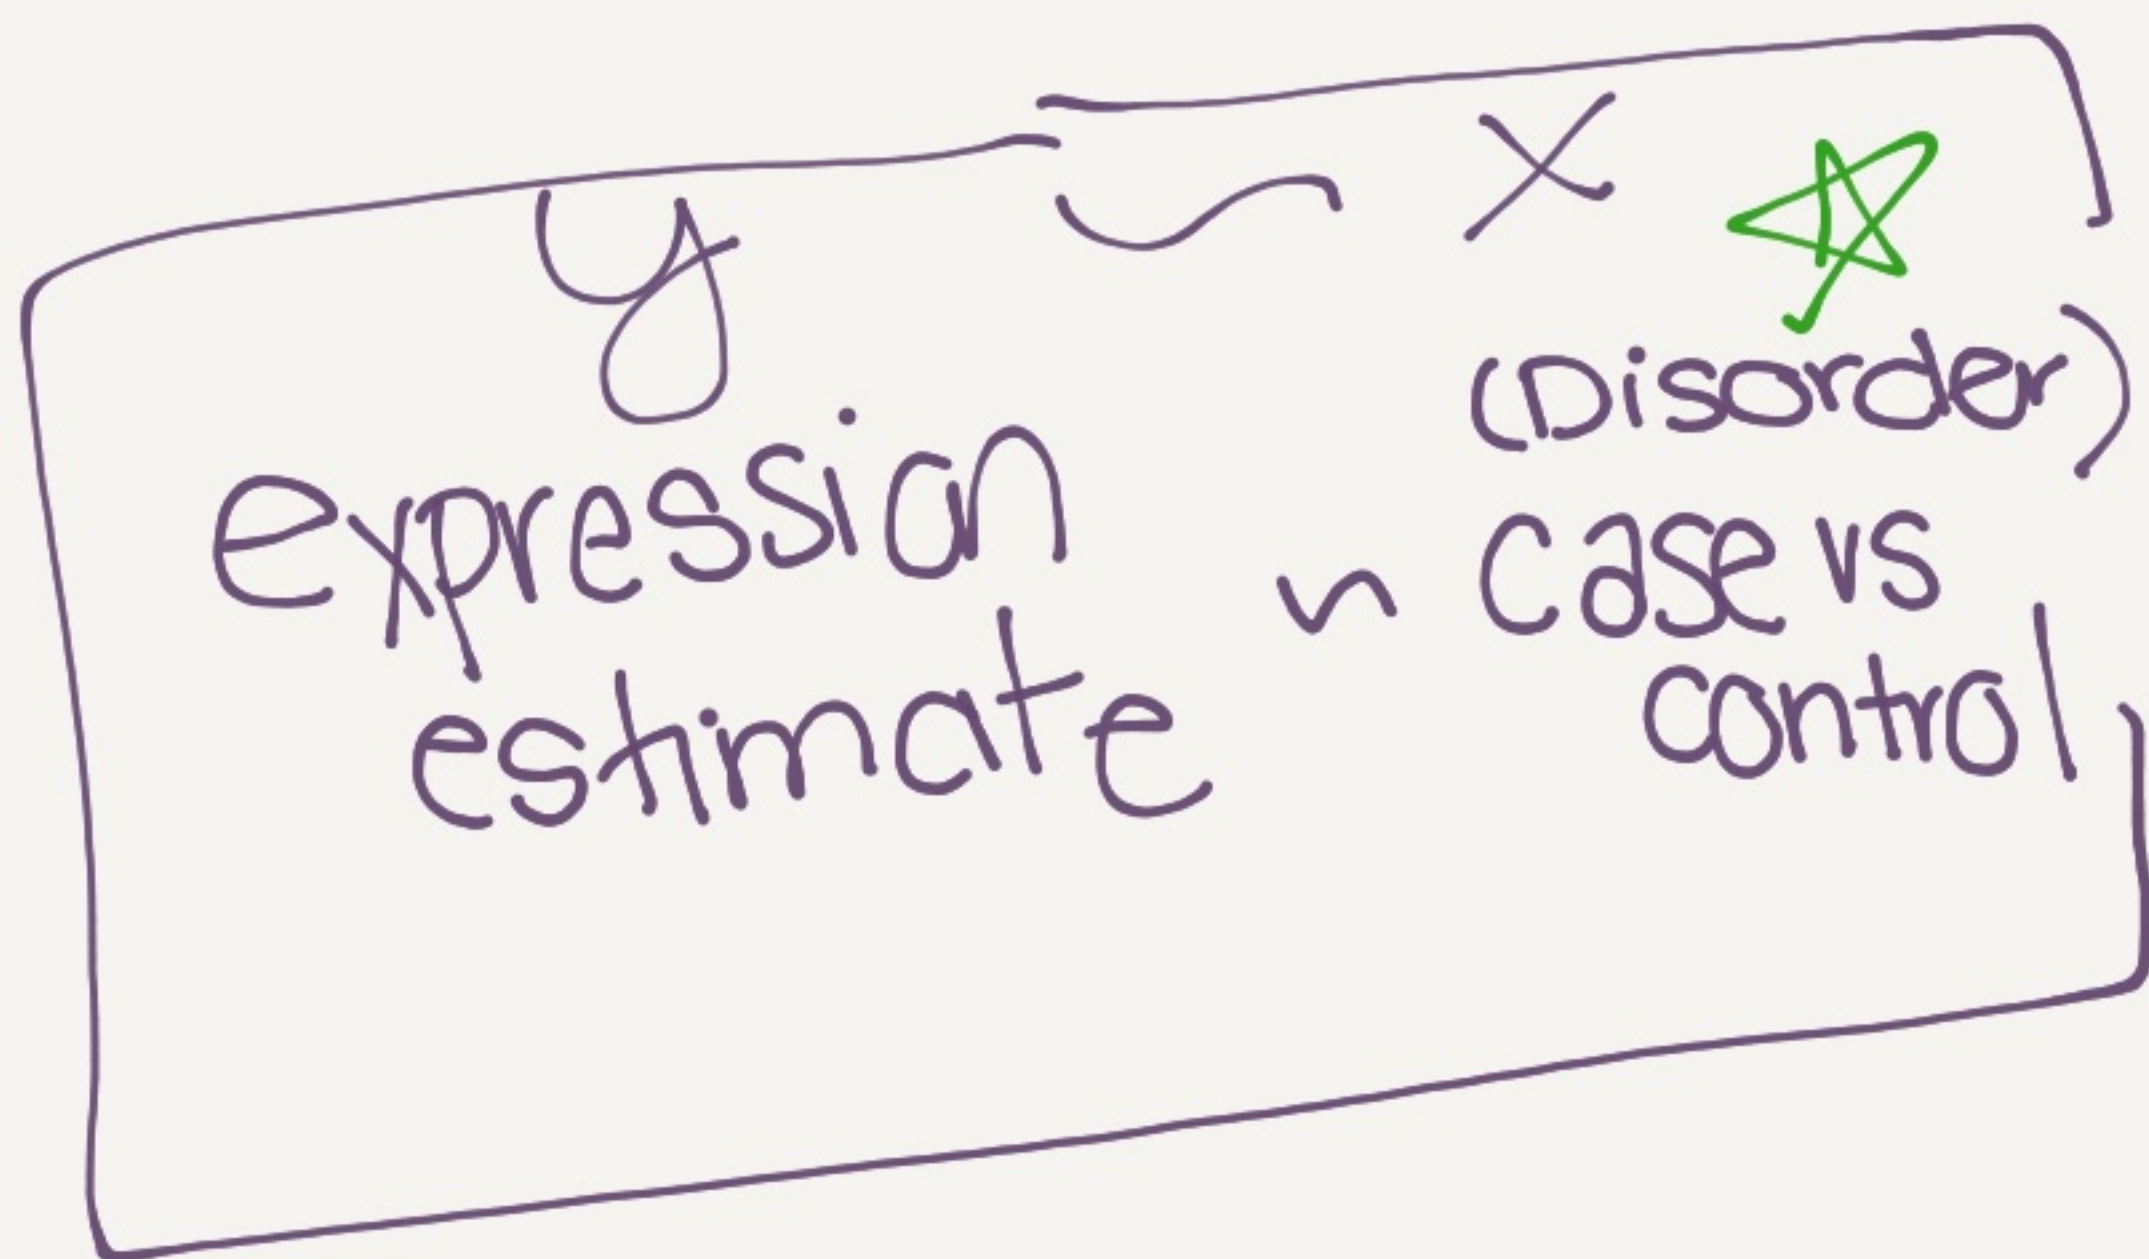 y ~ x
(Disorder)
expression ~ case vs
estimate control